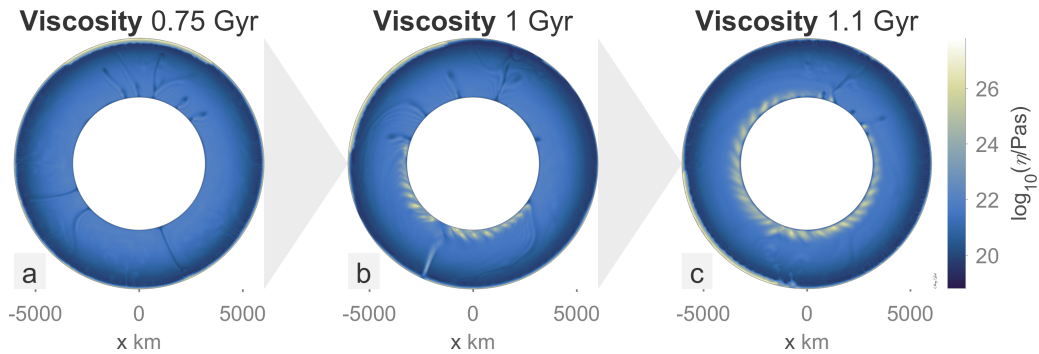 Viscosity 0.75 Gyr
Viscosity 1 Gyr
Viscosity 1.1 Gyr
a
b
c
-5000 0 5000
-5000 0 5000
-5000 0 5000
x km
x km
x km
26
24
22
20
log₁₀(η/Pas)